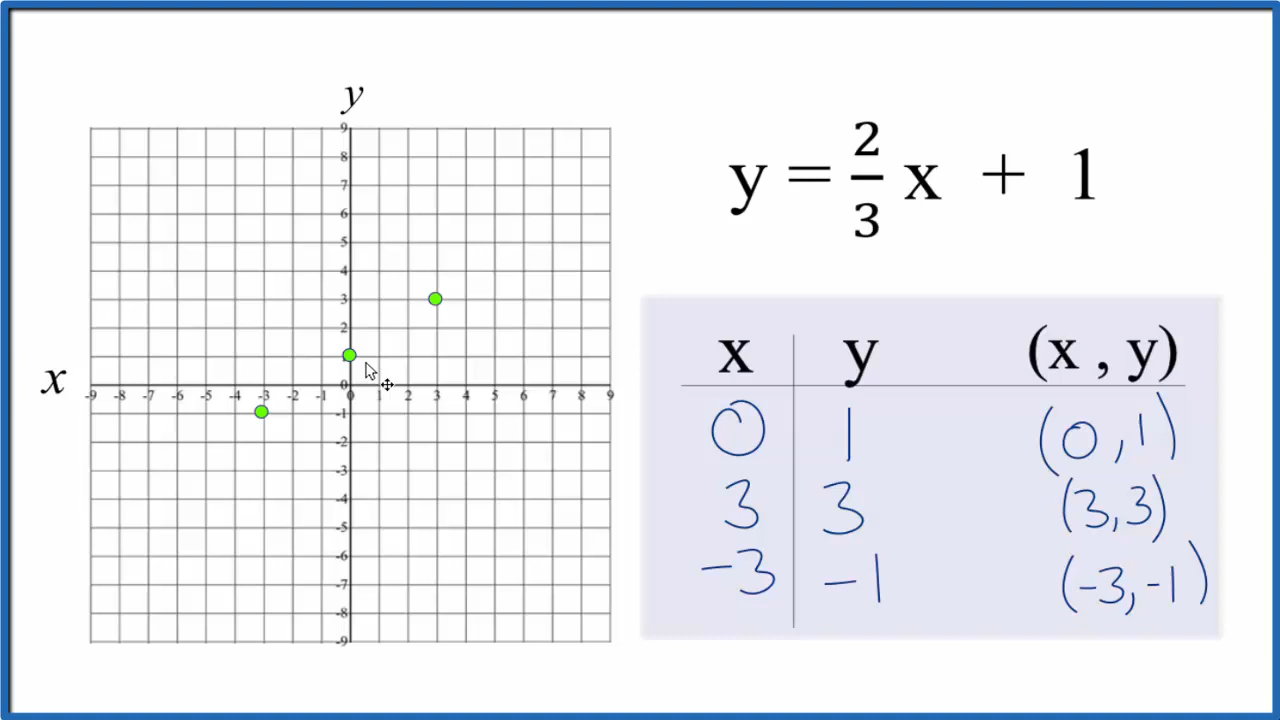 y
9
8
7
6
5
4
3
2
0
x
-9 -8 -7 -6 -5 -4 -3 -2 -1 0 1 2 3 4 5 6 7 8 9
-1
-2
-3
-4
-5
-6
-7
-8
-9
y = 2/3 x + 1
x y (x , y)
0 1 (0, 1)
3 3 (3, 3)
-3 -1 (-3, -1)